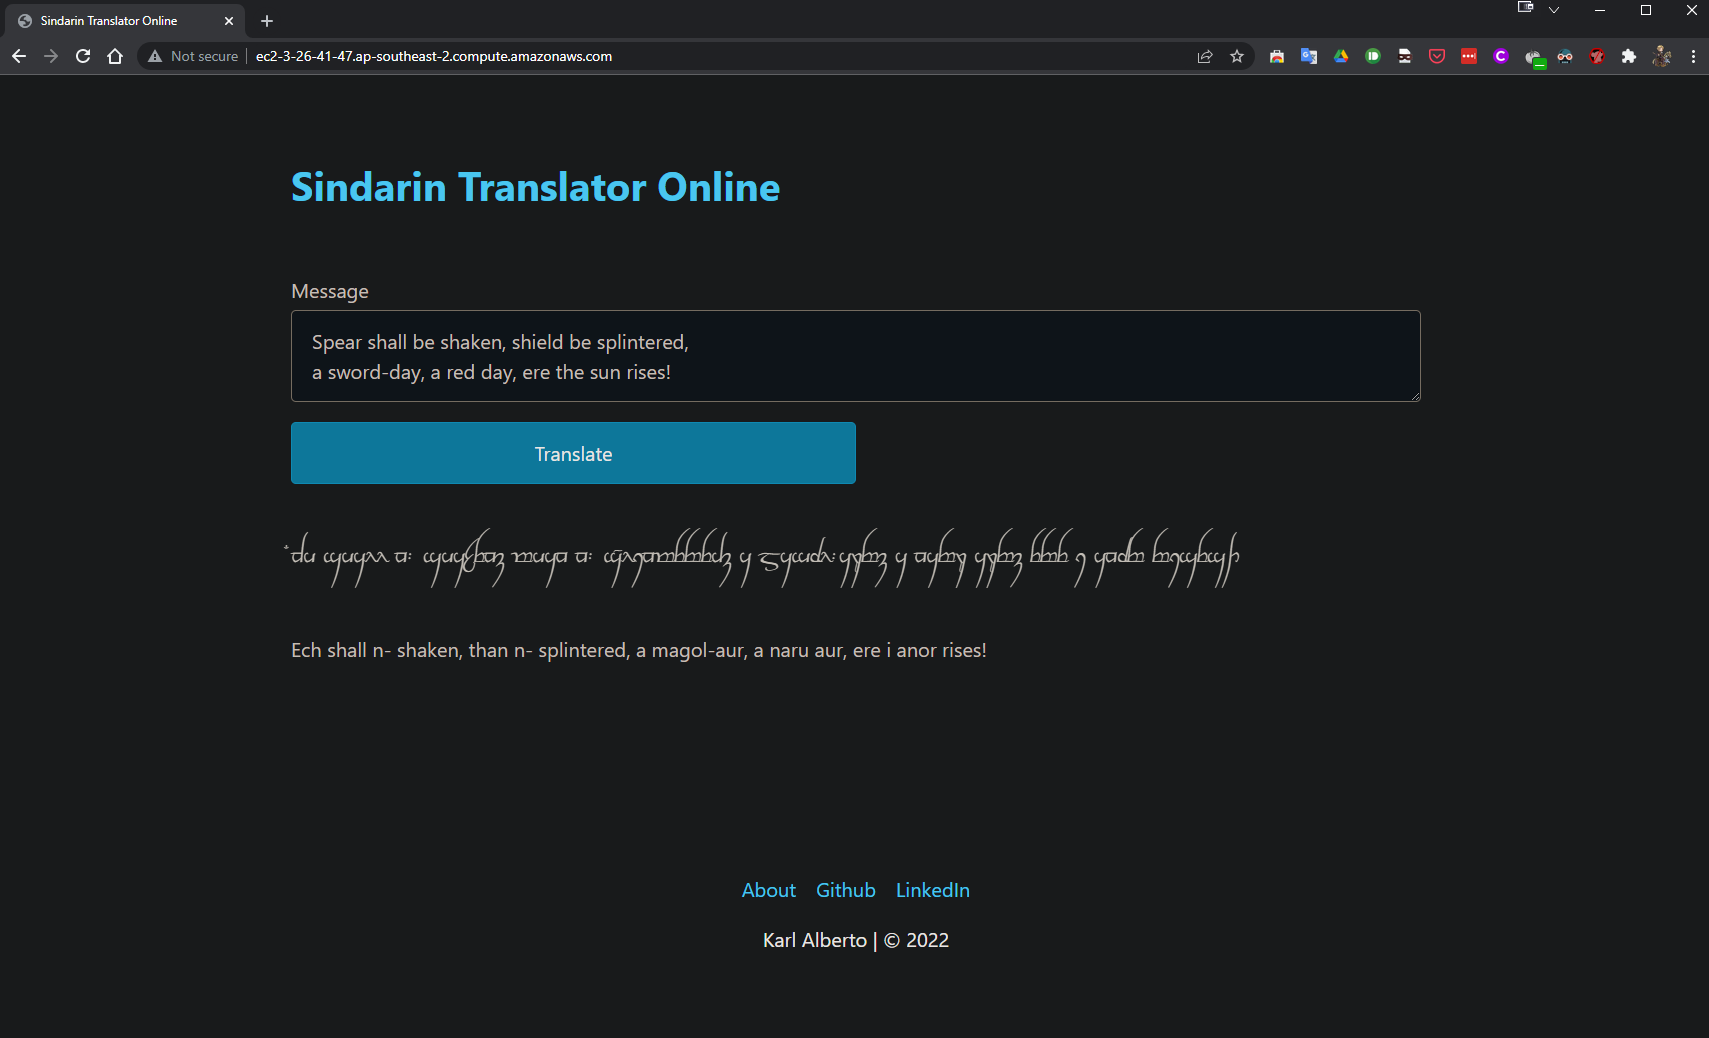 Sindarin Translator Online
Not secure
ec2-3-26-41-47.ap-southeast-2.compute.amazonaws.com
Sindarin Translator Online
Message
Spear shall be shaken, shield be splintered,
a sword-day, a red day, ere the sun rises!
Translate
Ech shall n- shaken, than n- splintered, a magol-aur, a naru aur, ere i anor rises!
About Github LinkedIn
Karl Alberto | © 2022